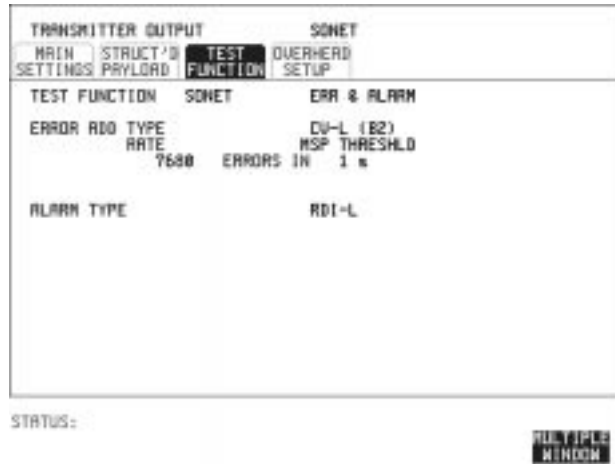 TRANSMITTER OUTPUT SONET
MAIN SETTINGS STRUCT'D PAYLOAD TEST FUNCTION OVERHEAD SETUP
TEST FUNCTION SONET ERR & ALARM
ERROR ADD TYPE CV-L (B2)
RATE MSP THRESHLD
7680 ERRORS IN 1 s
ALARM TYPE RDI-L
STATUS:
MULTIPLE
WINDOW